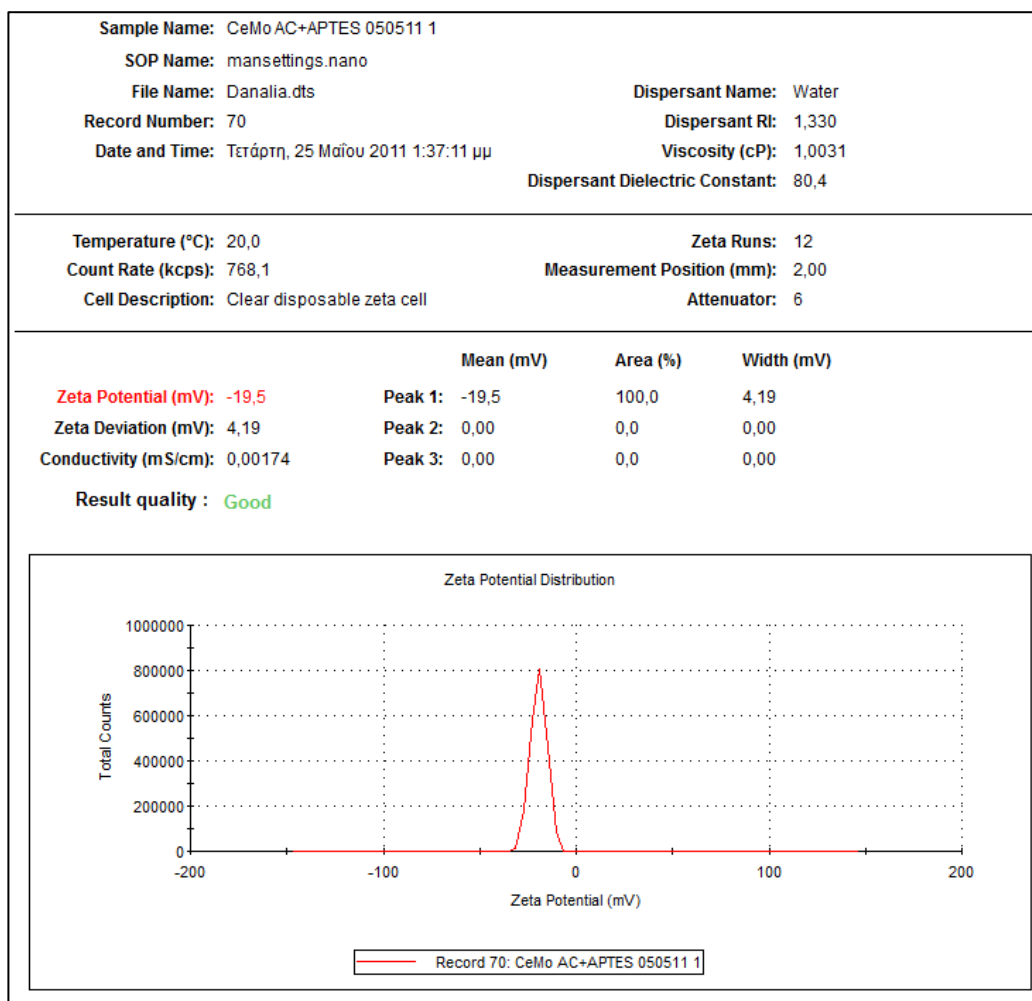 Sample Name: CeMo AC+APTES 050511 1
SOP Name: mansettings.nano
File Name: Danalia.dts Dispersant Name: Water
Record Number: 70 Dispersant RI: 1,330
Date and Time: Τετάρτη, 25 Μαΐου 2011 1:37:11 μμ Viscosity (cP): 1,0031
Dispersant Dielectric Constant: 80,4
Temperature (°C): 20,0 Zeta Runs: 12
Count Rate (kcps): 768,1 Measurement Position (mm): 2,00
Cell Description: Clear disposable zeta cell Attenuator: 6
Mean (mV) Area (%) Width (mV)
Zeta Potential (mV): -19,5 Peak 1: -19,5 100,0 4,19
Zeta Deviation (mV): 4,19 Peak 2: 0,00 0,0 0,00
Conductivity (mS/cm): 0,00174 Peak 3: 0,00 0,0 0,00
Result quality : Good
Zeta Potential Distribution
Total Counts
1000000
800000
600000
400000
200000
0
-200 -100 0 100 200
Zeta Potential (mV)
Record 70: CeMo AC+APTES 050511 1